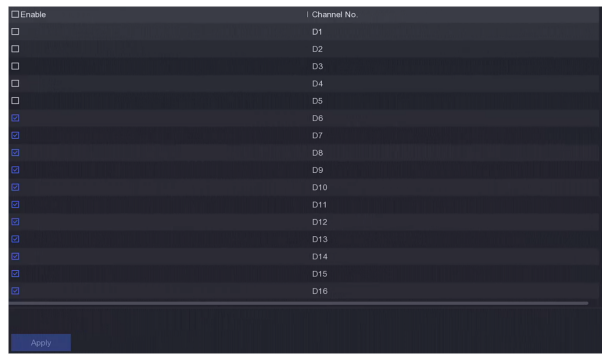 Enable | Channel No.
D1
D2
D3
D4
D5
D6
D7
D8
D9
D10
D11
D12
D13
D14
D15
D16
Apply